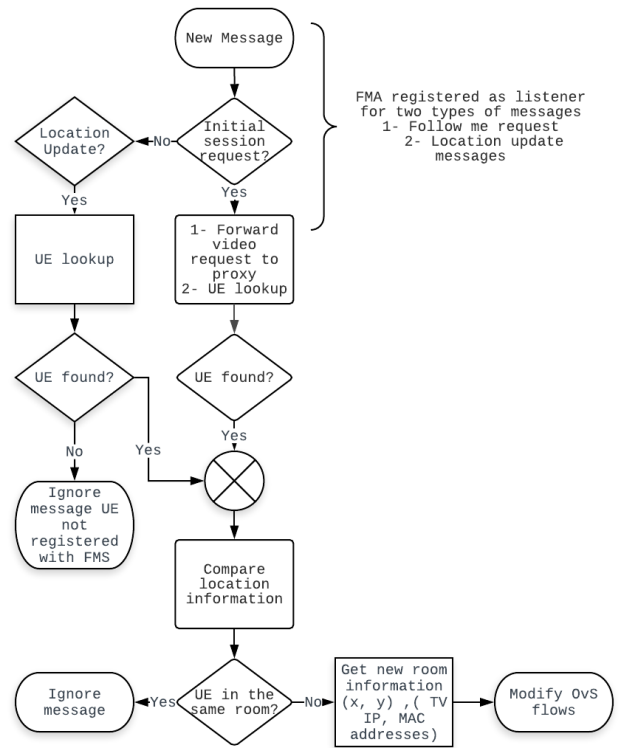 New Message
FMA registered as listener
for two types of messages
1- Follow me request
2- Location update
messages
Location
Update?
No
Initial
session
request?
Yes
Yes
UE lookup
1- Forward
video
request to
proxy
2- UE lookup
UE found?
UE found?
No
Yes
Yes
Ignore
message UE
not
registered
with FMS
Compare
location
information
Ignore
message
Yes
UE in the
same room?
No
Get new room
information
(x, y) ,( TV
IP, MAC
addresses)
Modify OvS
flows